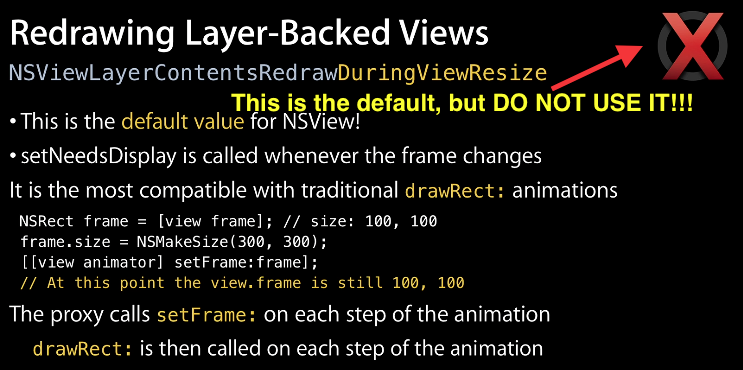 Redrawing Layer-Backed Views
NSViewLayerContentsRedrawDuringViewResize
This is the default, but DO NOT USE IT!!!
• This is the default value for NSView!
• setNeedsDisplay is called whenever the frame changes
It is the most compatible with traditional drawRect: animations
NSRect frame = [view frame]; // size: 100, 100
frame.size = NSMakeSize(300, 300);
[[view animator] setFrame:frame];
// At this point the view.frame is still 100, 100
The proxy calls setFrame: on each step of the animation
drawRect: is then called on each step of the animation